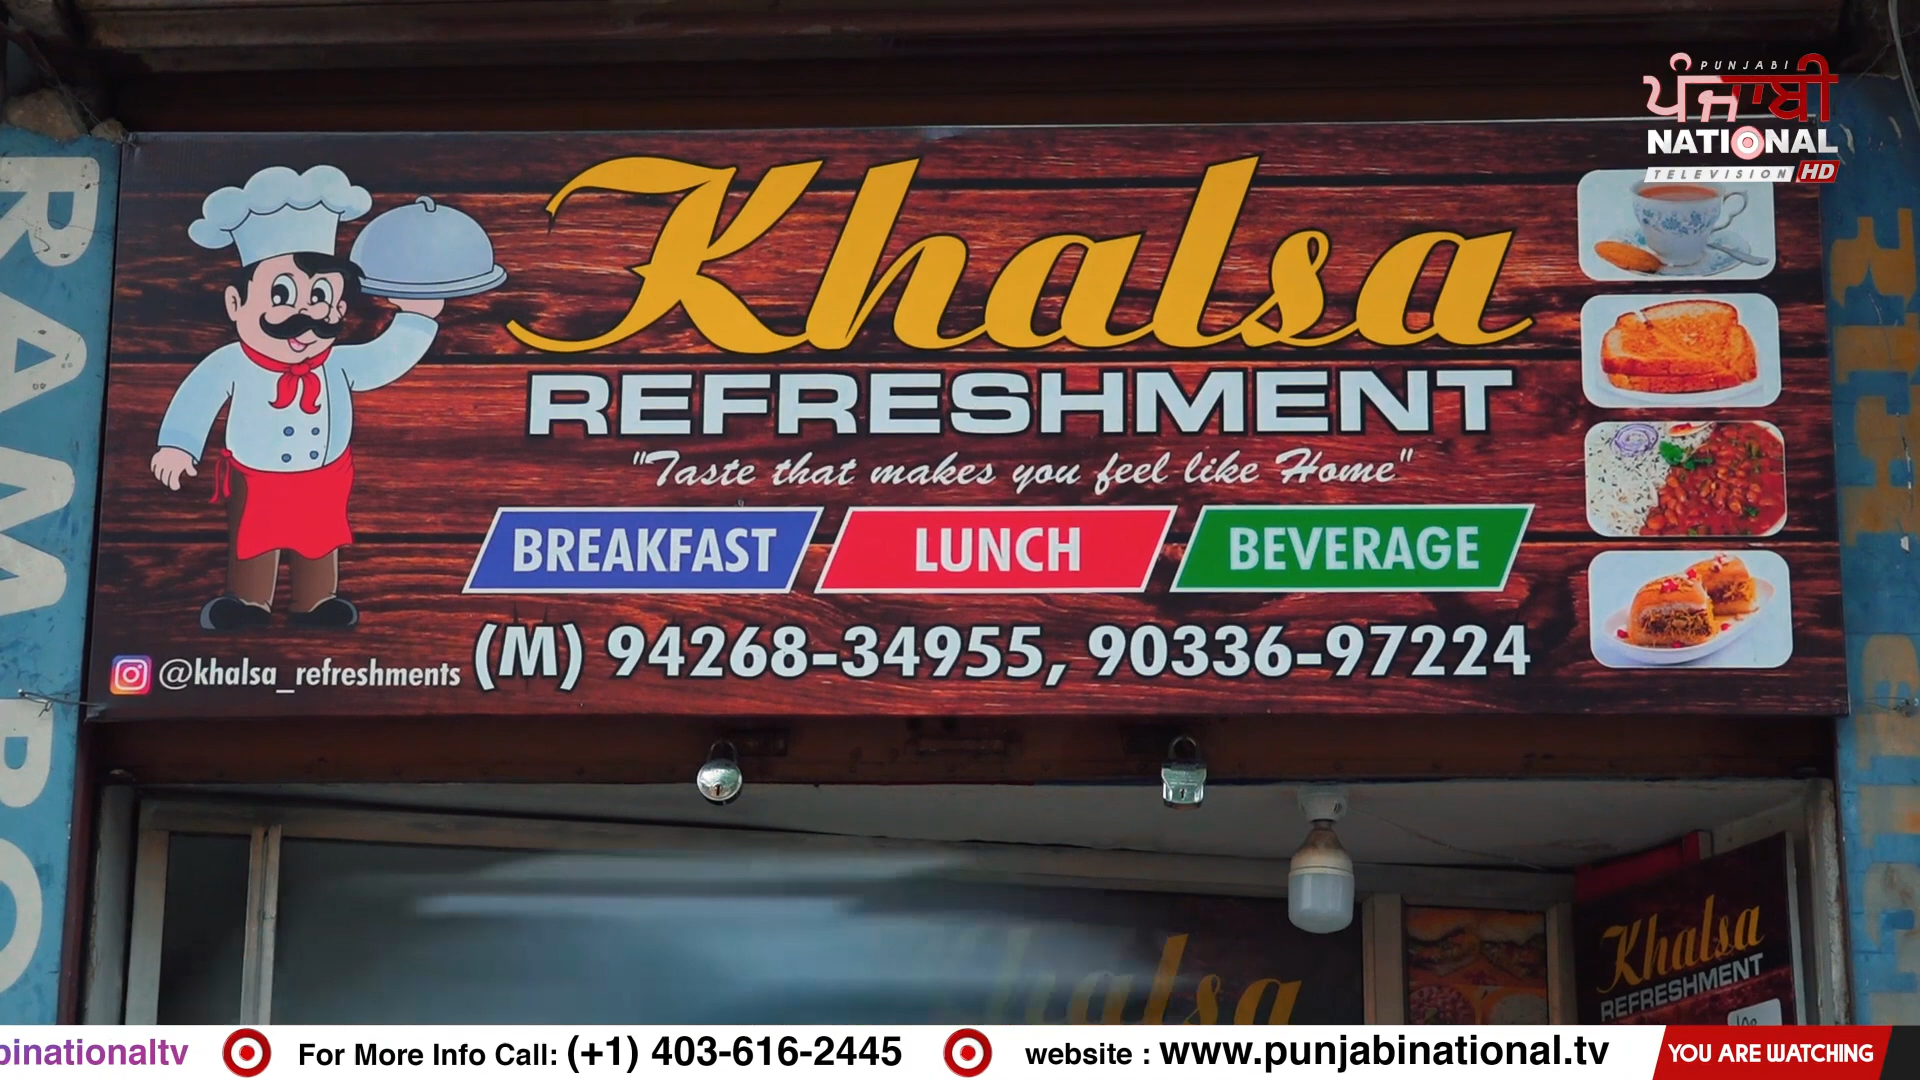 PUNJABI
ਪੰਜਾਬੀ
NATIONAL
TELEVISION HD
RAMBO
Khalsa
REFRESHMENT
"Taste that makes you feel like Home"
BREAKFAST LUNCH BEVERAGE
@khalsa_refreshments (M) 94268-34955, 90336-97224
Khalsa
Khalsa
REFRESHMENT
binationaltv For More Info Call: (+1) 403-616-2445 website : www.punjabinational.tv YOU ARE WATCHING